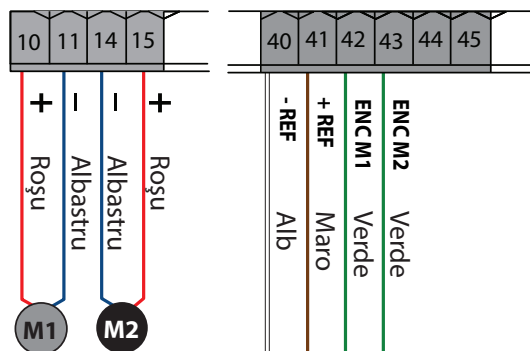 10 11 14 15
40 41 42 43 44 45
+ - - +
Roşu
Albastru
Albastru
Roşu
M1
M2
- REF
+ REF
ENC M1
ENC M2
Alb
Maro
Verde
Verde